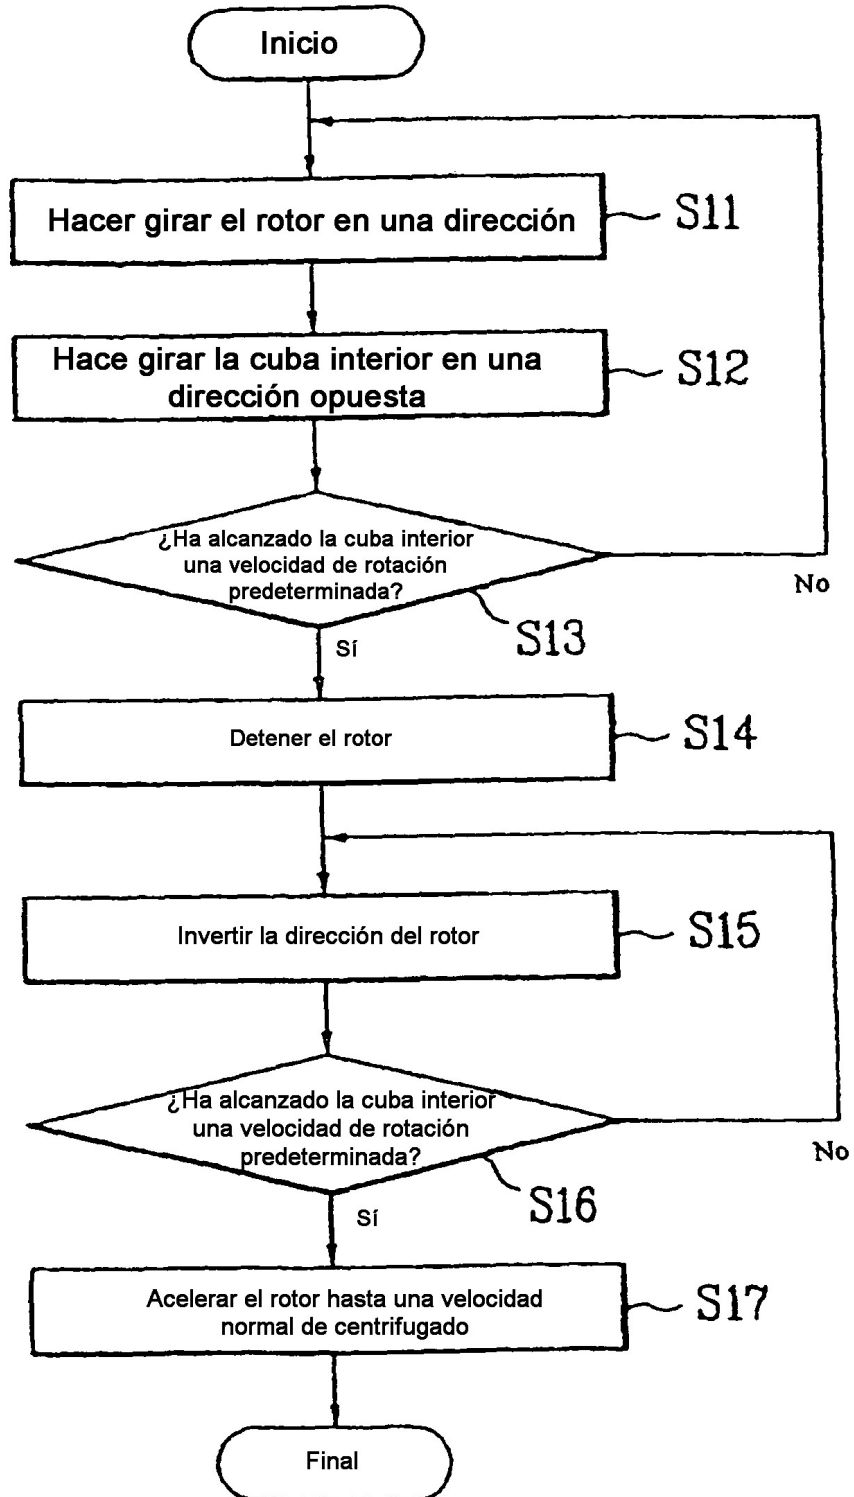 Inicio
Hacer girar el rotor en una dirección
S11
Hace girar la cuba interior en una
dirección opuesta
S12
¿Ha alcanzado la cuba interior
una velocidad de rotación
predeterminada?
No
S13
Sí
Detener el rotor
S14
Invertir la dirección del rotor
S15
¿Ha alcanzado la cuba interior
una velocidad de rotación
predeterminada?
No
S16
Sí
Acelerar el rotor hasta una velocidad
normal de centrifugado
S17
Final